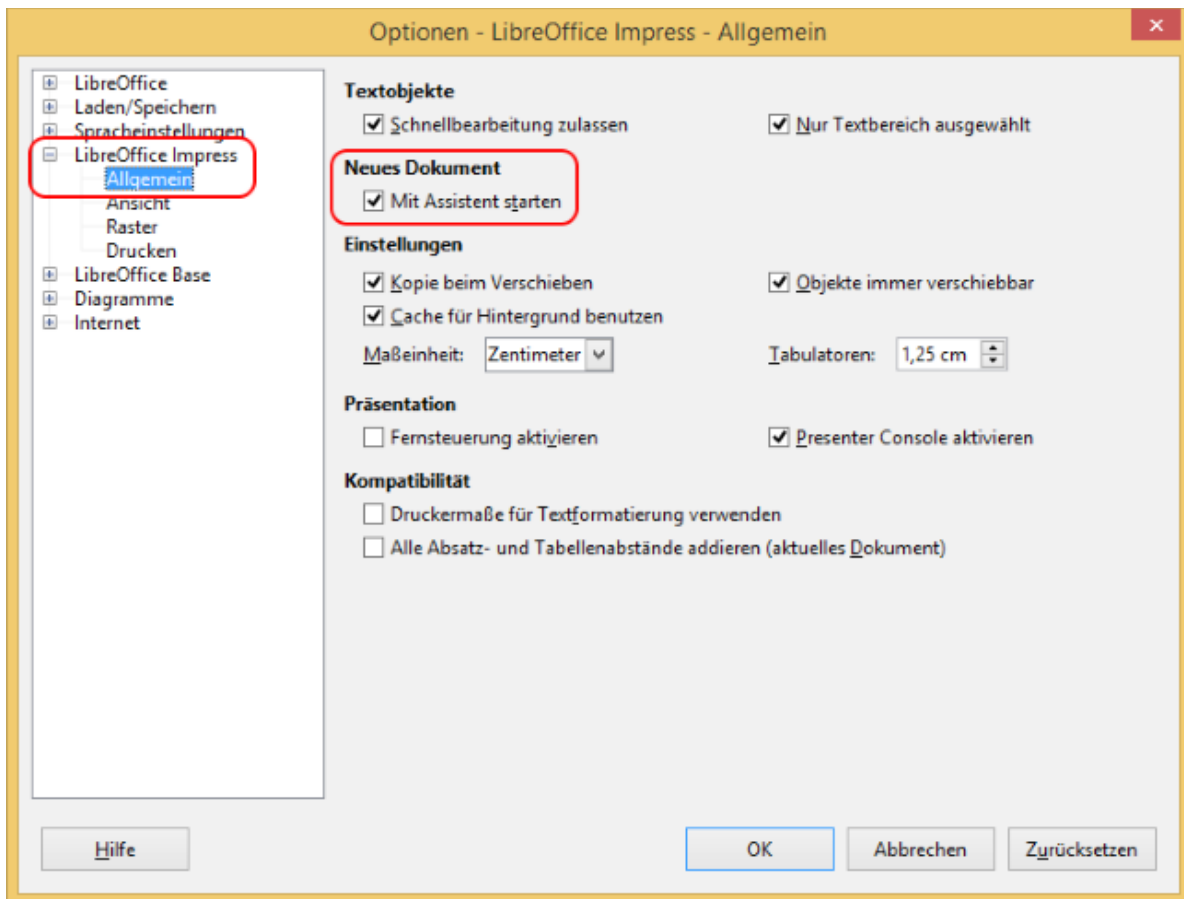 Optionen - LibreOffice Impress - Allgemein
LibreOffice
Laden/Speichern
Spracheinstellungen
LibreOffice Impress
Allgemein
Ansicht
Raster
Drucken
LibreOffice Base
Diagramme
Internet
Textobjekte
Schnellbearbeitung zulassen
Nur Textbereich ausgewählt
Neues Dokument
Mit Assistent starten
Einstellungen
Kopie beim Verschieben
Objekte immer verschiebbar
Cache für Hintergrund benutzen
Maßeinheit: Zentimeter
Tabulatoren: 1,25 cm
Präsentation
Fernsteuerung aktivieren
Presenter Console aktivieren
Kompatibilität
Druckermaße für Textformatierung verwenden
Alle Absatz- und Tabellenabstände addieren (aktuelles Dokument)
Hilfe
OK
Abbrechen
Zurücksetzen